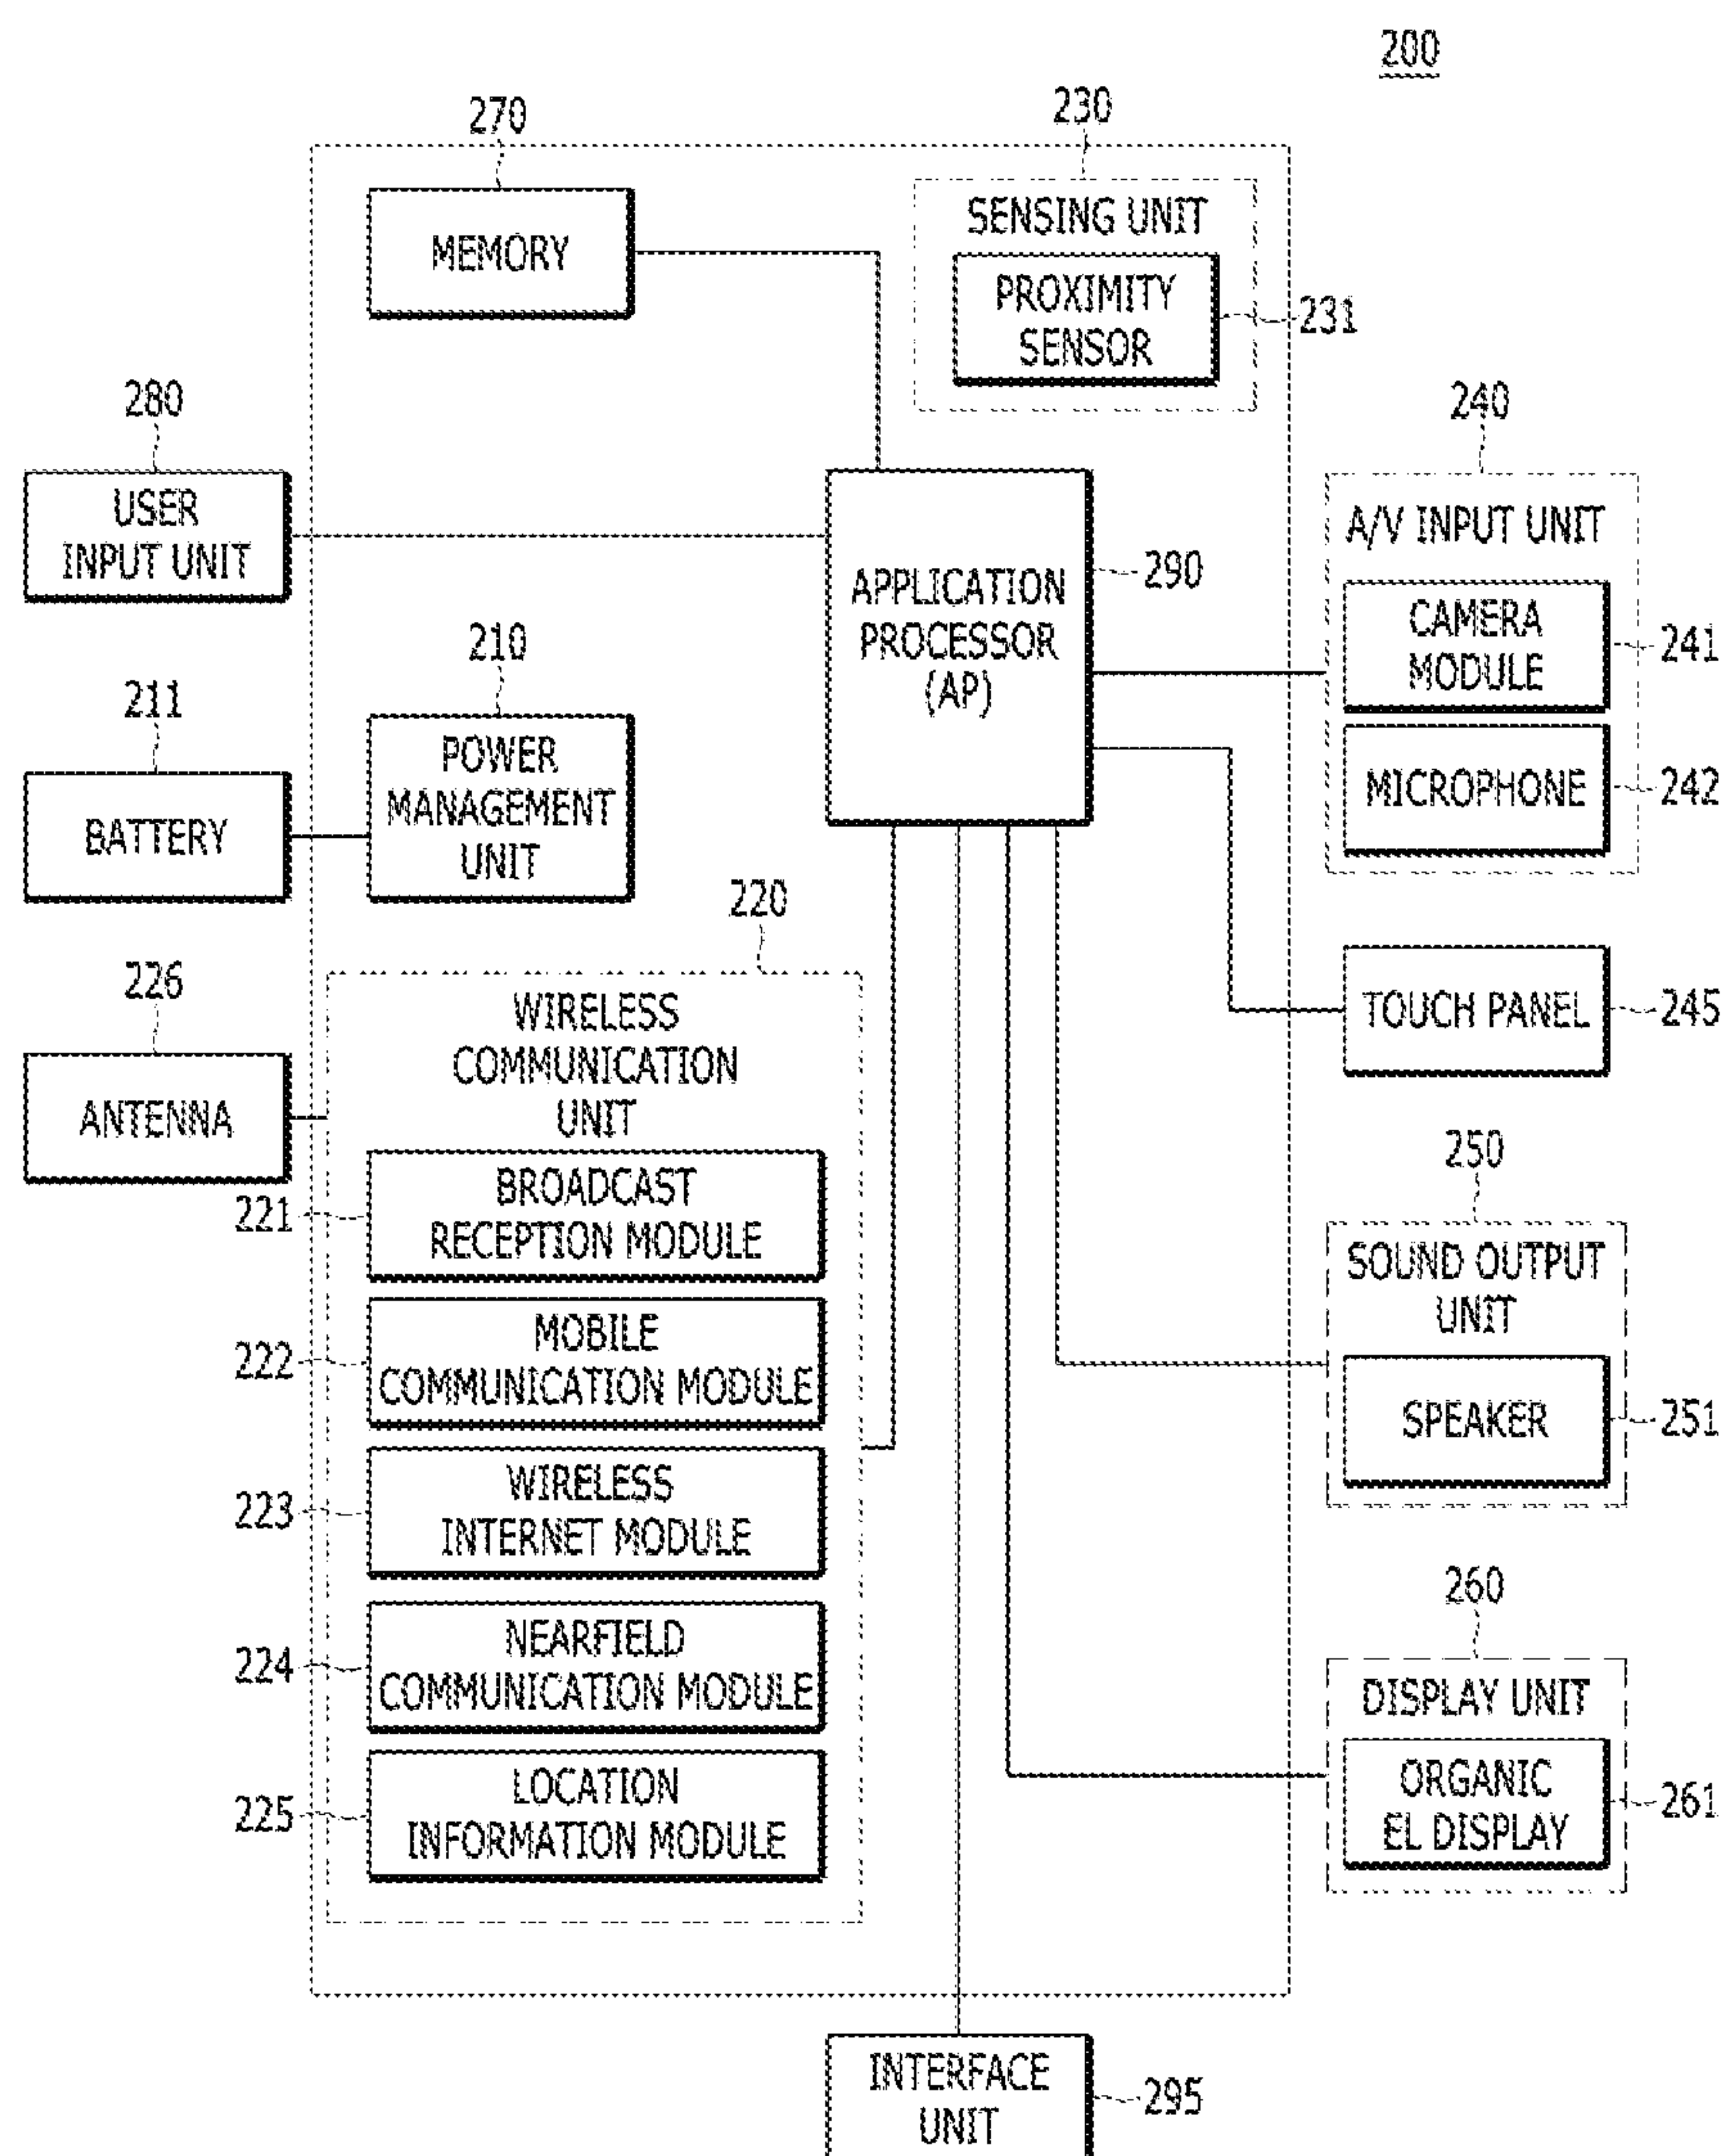 200
270
MEMORY
230
SENSING UNIT
PROXIMITY
SENSOR
231
280
USER
INPUT UNIT
APPLICATION
PROCESSOR
(AP)
290
240
A/V INPUT UNIT
CAMERA
MODULE
241
MICROPHONE
242
211
BATTERY
210
POWER
MANAGEMENT
UNIT
226
ANTENNA
220
WIRELESS
COMMUNICATION
UNIT
221
BROADCAST
RECEPTION MODULE
222
MOBILE
COMMUNICATION MODULE
223
WIRELESS
INTERNET MODULE
224
NEARFIELD
COMMUNICATION MODULE
225
LOCATION
INFORMATION MODULE
TOUCH PANEL
245
250
SOUND OUTPUT
UNIT
SPEAKER
251
260
DISPLAY UNIT
ORGANIC
EL DISPLAY
261
INTERFACE
UNIT
295